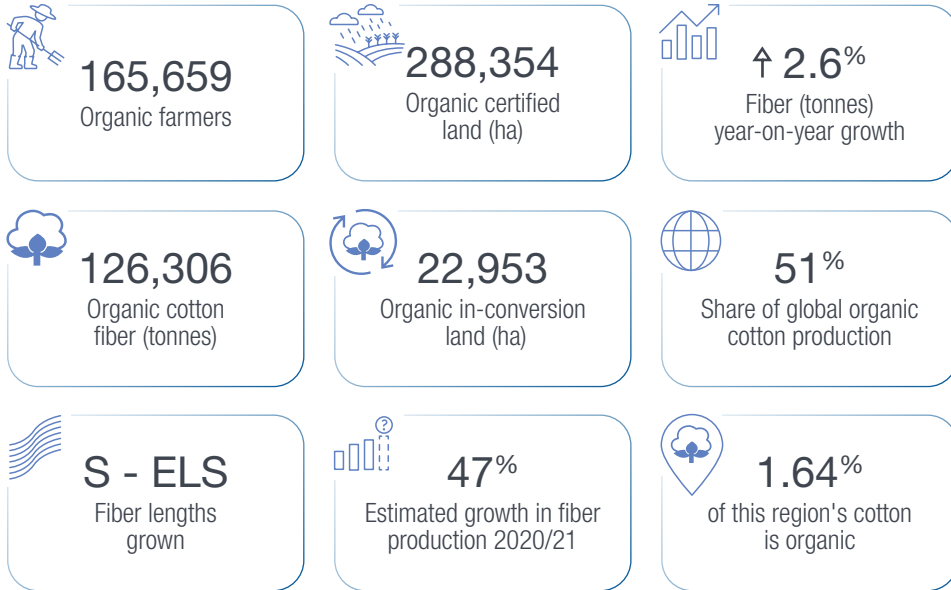 165,659
Organic farmers
288,354
Organic certified
land (ha)
↑ 2.6%
Fiber (tonnes)
year-on-year growth
126,306
Organic cotton
fiber (tonnes)
22,953
Organic in-conversion
land (ha)
51%
Share of global organic
cotton production
S - ELS
Fiber lengths
grown
?
47%
Estimated growth in fiber
production 2020/21
1.64%
of this region's cotton
is organic